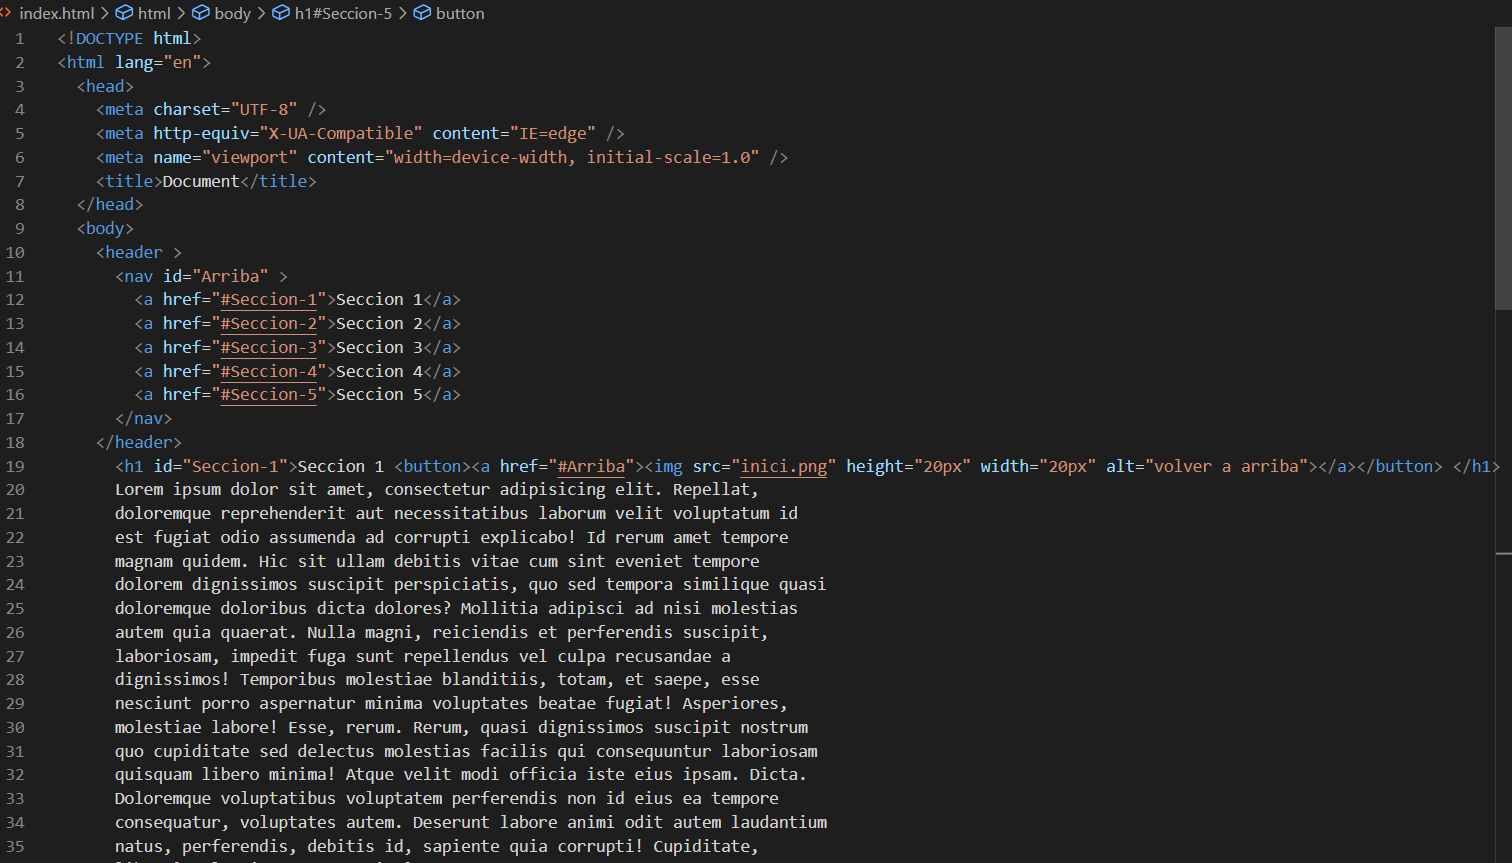 <> index.html > html > body > h1#Seccion-5 > button
1 <!DOCTYPE html>
2 <html lang="en">
3 <head>
4 <meta charset="UTF-8" />
5 <meta http-equiv="X-UA-Compatible" content="IE=edge" />
6 <meta name="viewport" content="width=device-width, initial-scale=1.0" />
7 <title>Document</title>
8 </head>
9 <body>
10 <header >
11 <nav id="Arriba" >
12 <a href="#Seccion-1">Seccion 1</a>
13 <a href="#Seccion-2">Seccion 2</a>
14 <a href="#Seccion-3">Seccion 3</a>
15 <a href="#Seccion-4">Seccion 4</a>
16 <a href="#Seccion-5">Seccion 5</a>
17 </nav>
18 </header>
19 <h1 id="Seccion-1">Seccion 1 <button><a href="#Arriba"><img src="inici.png" height="20px" width="20px" alt="volver a arriba"></a></button> </h1>
20 Lorem ipsum dolor sit amet, consectetur adipisicing elit. Repellat,
21 doloremque reprehenderit aut necessitatibus laborum velit voluptatum id
22 est fugiat odio assumenda ad corrupti explicabo! Id rerum amet tempore
23 magnam quidem. Hic sit ullam debitis vitae cum sint eveniet tempore
24 dolorem dignissimos suscipit perspiciatis, quo sed tempora similique quasi
25 doloremque doloribus dicta dolores? Mollitia adipisci ad nisi molestias
26 autem quia quaerat. Nulla magni, reiciendis et perferendis suscipit,
27 laboriosam, impedit fuga sunt repellendus vel culpa recusandae a
28 dignissimos! Temporibus molestiae blanditiis, totam, et saepe, esse
29 nesciunt porro aspernatur minima voluptates beatae fugiat! Asperiores,
30 molestiae labore! Esse, rerum. Rerum, quasi dignissimos suscipit nostrum
31 quo cupiditate sed delectus molestias facilis qui consequuntur laboriosam
32 quisquam libero minima! Atque velit modi officia iste eius ipsam. Dicta.
33 Doloremque voluptatibus voluptatem perferendis non id eius ea tempore
34 consequatur, voluptates autem. Deserunt labore animi odit autem laudantium
35 natus, perferendis, debitis id, sapiente quia corrupti! Cupiditate,